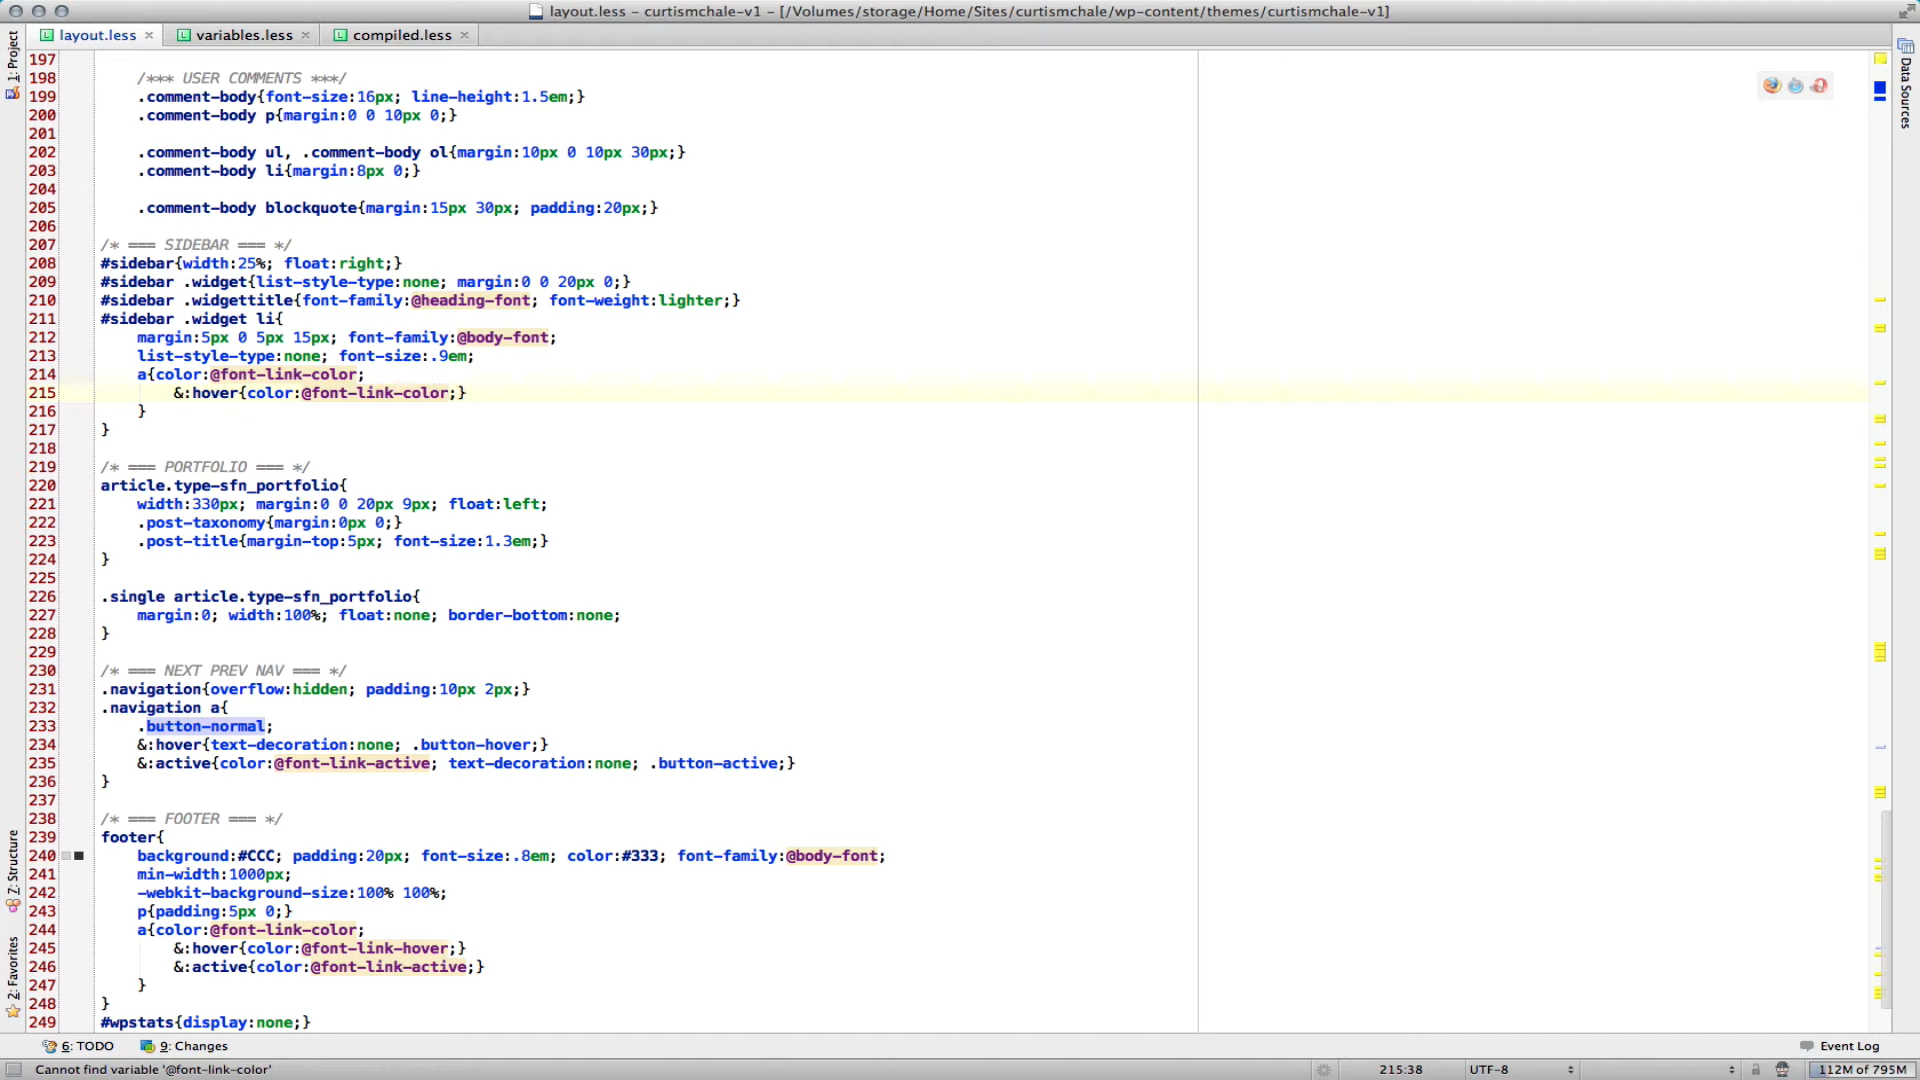 layout.less - curtismchale-v1 - [/Volumes/storage/Home/Sites/curtismchale/wp-content/themes/curtismchale-v1]
layout.less variables.less compiled.less
1: Project
Data Sources
197
198 /*** USER COMMENTS ***/
199 .comment-body{font-size:16px; line-height:1.5em;}
200 .comment-body p{margin:0 0 10px 0;}
201
202 .comment-body ul, .comment-body ol{margin:10px 0 10px 30px;}
203 .comment-body li{margin:8px 0;}
204
205 .comment-body blockquote{margin:15px 30px; padding:20px;}
206
207 /* === SIDEBAR === */
208 #sidebar{width:25%; float:right;}
209 #sidebar .widget{list-style-type:none; margin:0 0 20px 0;}
210 #sidebar .widgettitle{font-family:@heading-font; font-weight:lighter;}
211 #sidebar .widget li{
212 margin:5px 0 5px 15px; font-family:@body-font;
213 list-style-type:none; font-size:.9em;
214 a{color:@font-link-color;
215 &:hover{color:@font-link-color;}
216 }
217 }
218
219 /* === PORTFOLIO === */
220 article.type-sfn_portfolio{
221 width:330px; margin:0 0 20px 9px; float:left;
222 .post-taxonomy{margin:0px 0;}
223 .post-title{margin-top:5px; font-size:1.3em;}
224 }
225
226 .single article.type-sfn_portfolio{
227 margin:0; width:100%; float:none; border-bottom:none;
228 }
229
230 /* === NEXT PREV NAV === */
231 .navigation{overflow:hidden; padding:10px 2px;}
232 .navigation a{
233 .button-normal;
234 &:hover{text-decoration:none; .button-hover;}
235 &:active{color:@font-link-active; text-decoration:none; .button-active;}
236 }
237
238 /* === FOOTER === */
239 footer{
240 background:#CCC; padding:20px; font-size:.8em; color:#333; font-family:@body-font;
241 min-width:1000px;
242 -webkit-background-size:100% 100%;
243 p{padding:5px 0;}
244 a{color:@font-link-color;
245 &:hover{color:@font-link-hover;}
246 &:active{color:@font-link-active;}
247 }
248 }
249 #wpstats{display:none;}
7: Structure
2: Favorites
6: TODO 9: Changes Event Log
Cannot find variable '@font-link-color' 215:38 UTF-8 112M of 795M